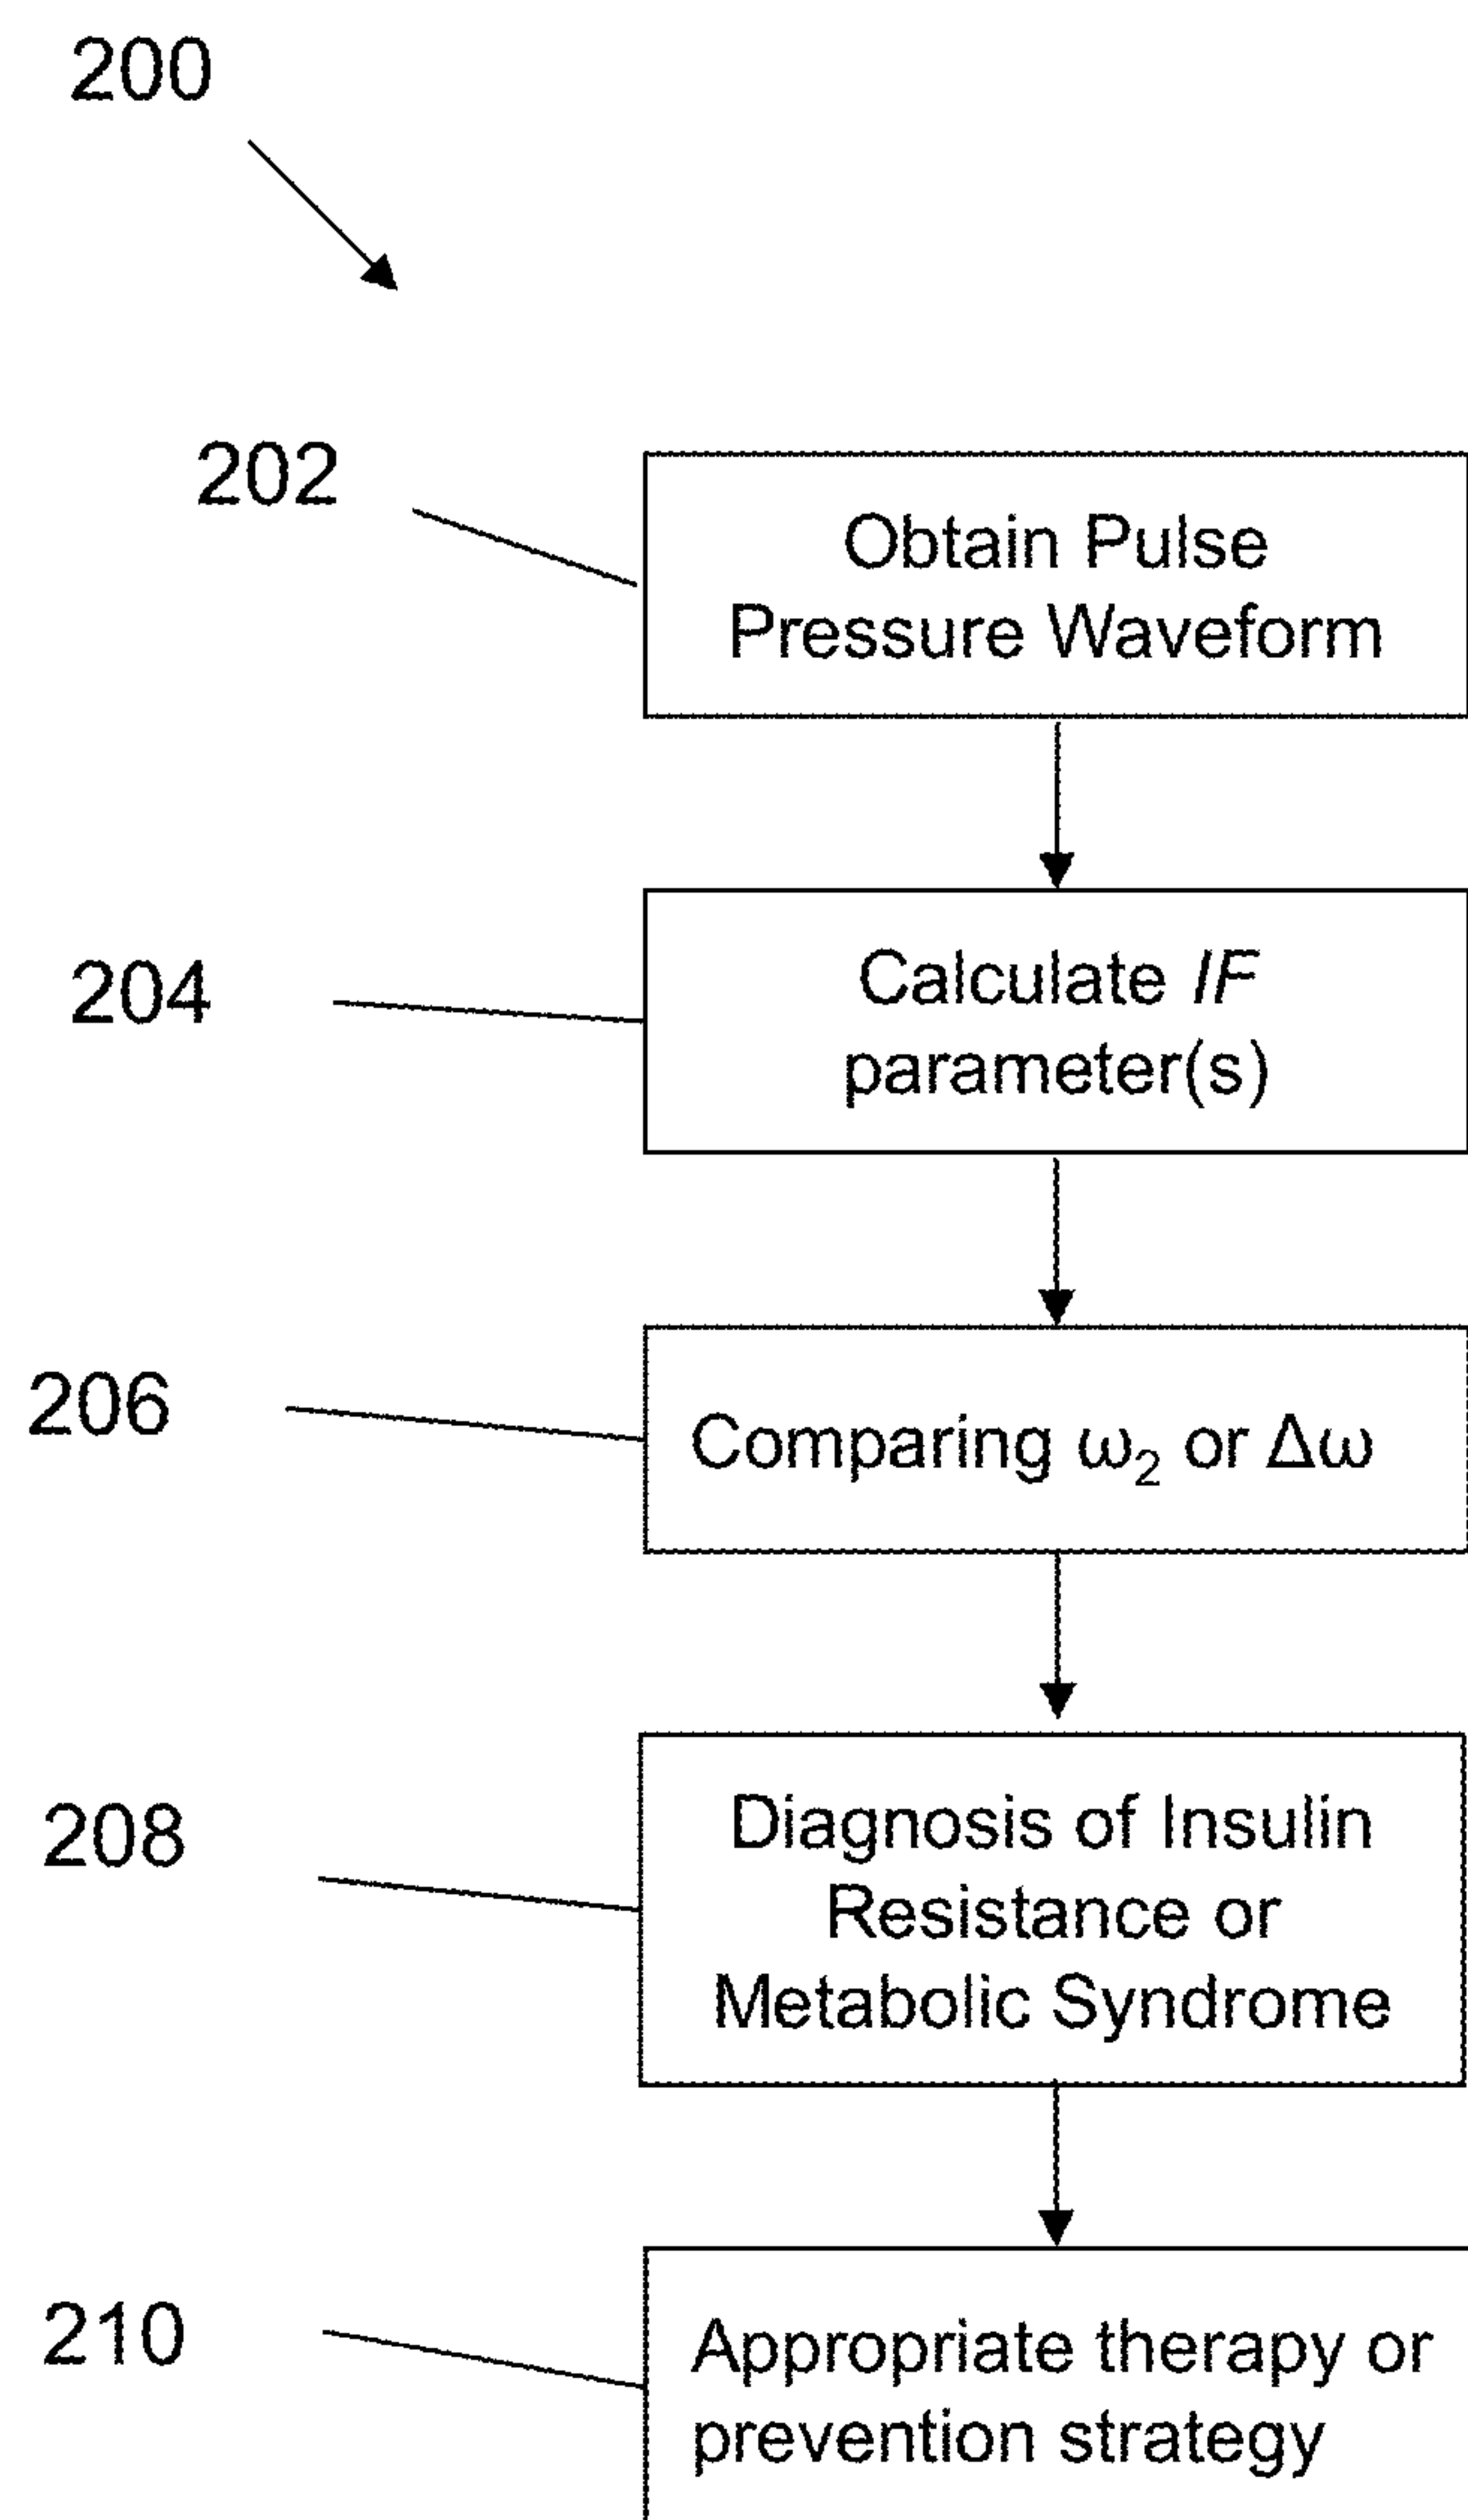 200
202
Obtain Pulse
Pressure Waveform
204
Calculate IF
parameter(s)
206
Comparing ω₂ or Δω
208
Diagnosis of Insulin
Resistance or
Metabolic Syndrome
210
Appropriate therapy or
prevention strategy